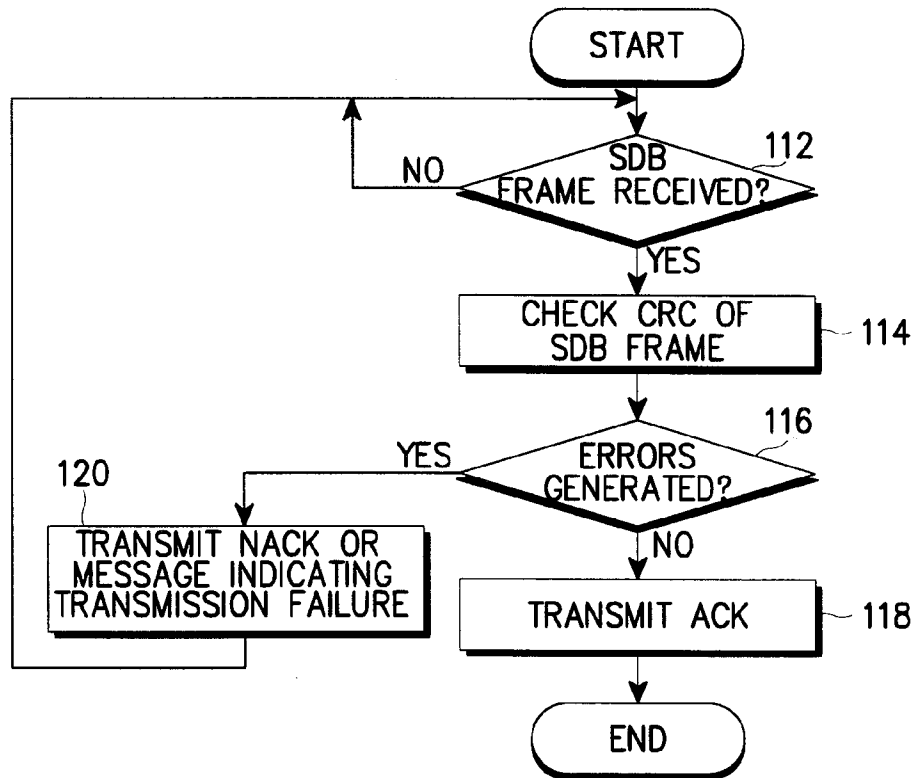 START
112
SDB
FRAME RECEIVED?
NO
YES
CHECK CRC OF
SDB FRAME
114
116
ERRORS
GENERATED?
YES
120
NO
TRANSMIT NACK OR
MESSAGE INDICATING
TRANSMISSION FAILURE
TRANSMIT ACK
118
END